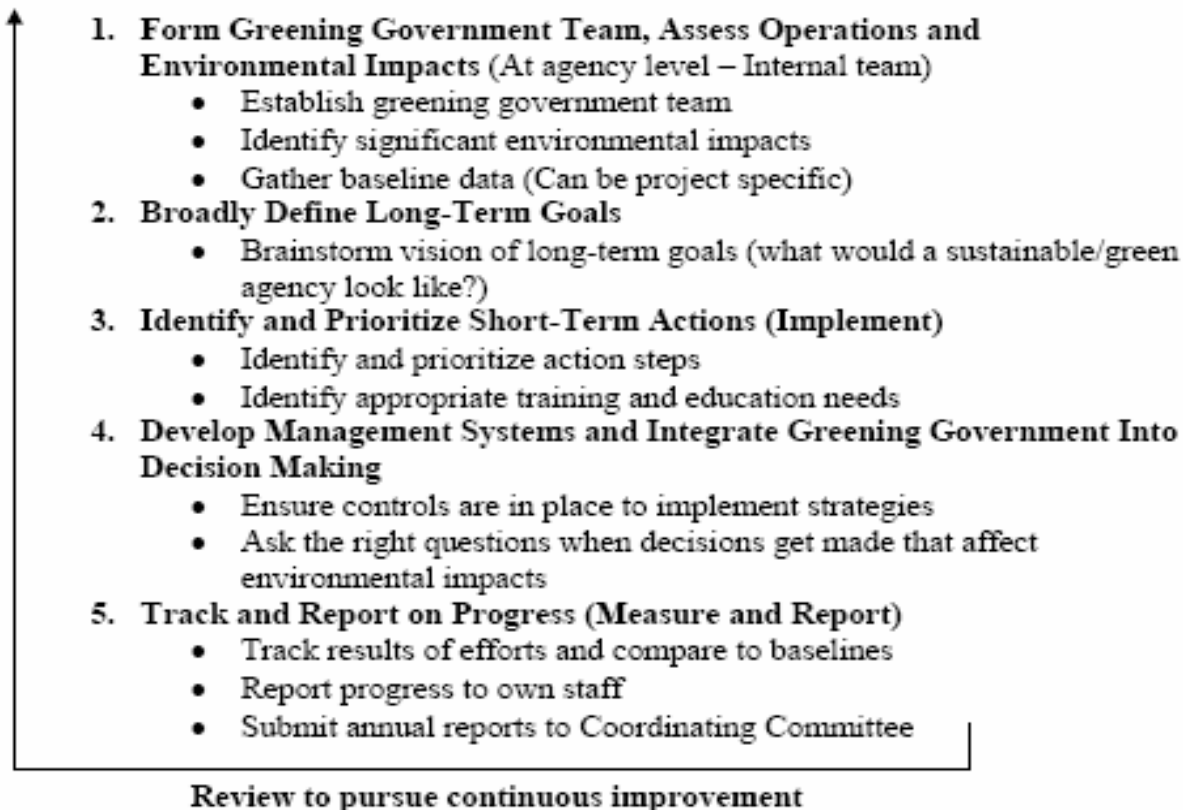 1. Form Greening Government Team, Assess Operations and
Environmental Impacts (At agency level – Internal team)
• Establish greening government team
• Identify significant environmental impacts
• Gather baseline data (Can be project specific)
2. Broadly Define Long-Term Goals
• Brainstorm vision of long-term goals (what would a sustainable/green
agency look like?)
3. Identify and Prioritize Short-Term Actions (Implement)
• Identify and prioritize action steps
• Identify appropriate training and education needs
4. Develop Management Systems and Integrate Greening Government Into
Decision Making
• Ensure controls are in place to implement strategies
• Ask the right questions when decisions get made that affect
environmental impacts
5. Track and Report on Progress (Measure and Report)
• Track results of efforts and compare to baselines
• Report progress to own staff
• Submit annual reports to Coordinating Committee
Review to pursue continuous improvement